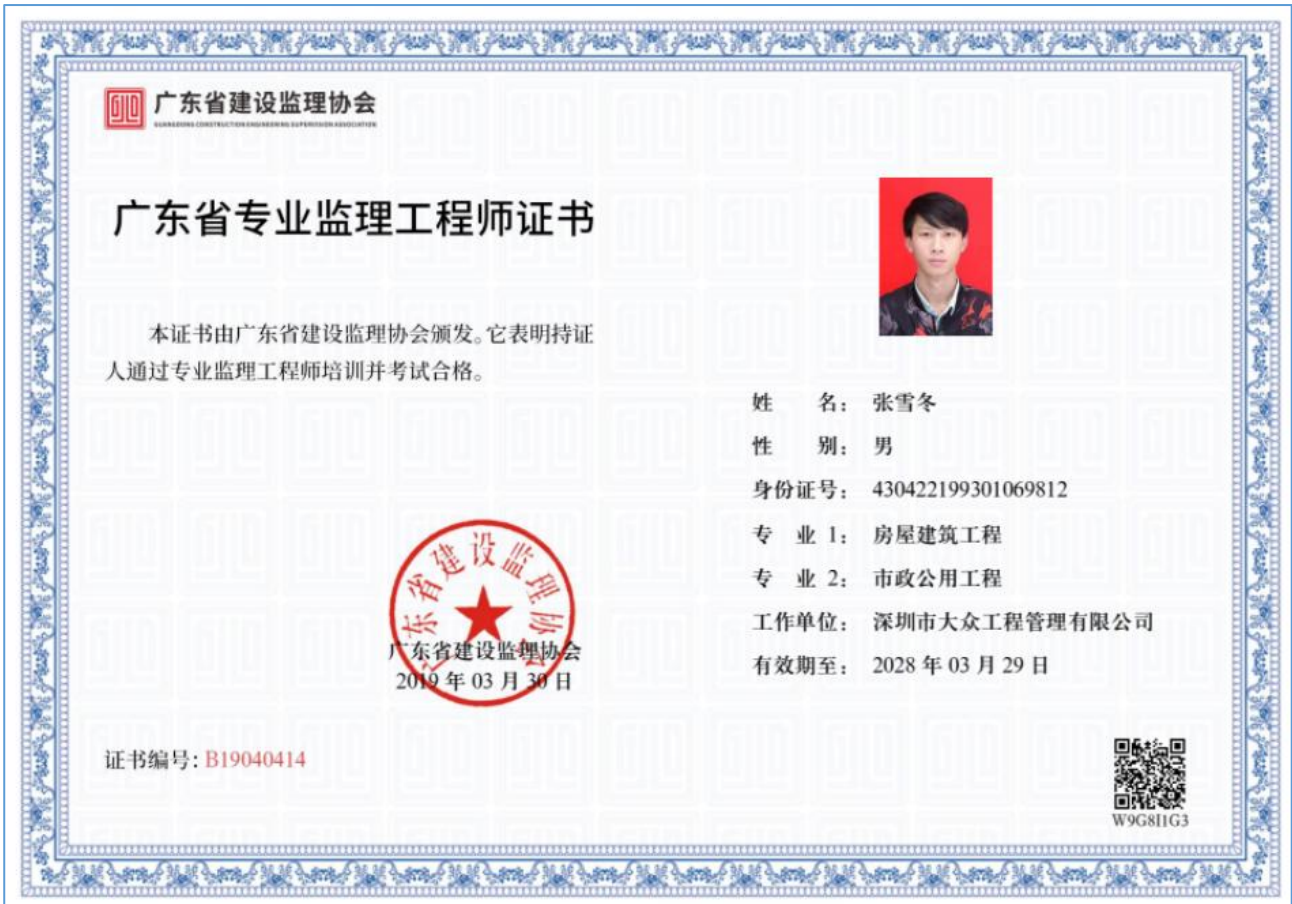 广东省建设监理协会
GUANGDONG CONSTRUCTION ENGINEERING SUPERVISION ASSOCIATION
广东省专业监理工程师证书
本证书由广东省建设监理协会颁发。它表明持证
人通过专业监理工程师培训并考试合格。
姓 名: 张雪冬
性 别: 男
身份证号: 430422199301069812
专 业 1: 房屋建筑工程
专 业 2: 市政公用工程
工作单位: 深圳市大众工程管理有限公司
有效期至: 2028 年 03 月 29 日
广东省建设监理协会
广东省建设监理协会
2019 年 03 月 30 日
证书编号: B19040414
W9G8I1G3